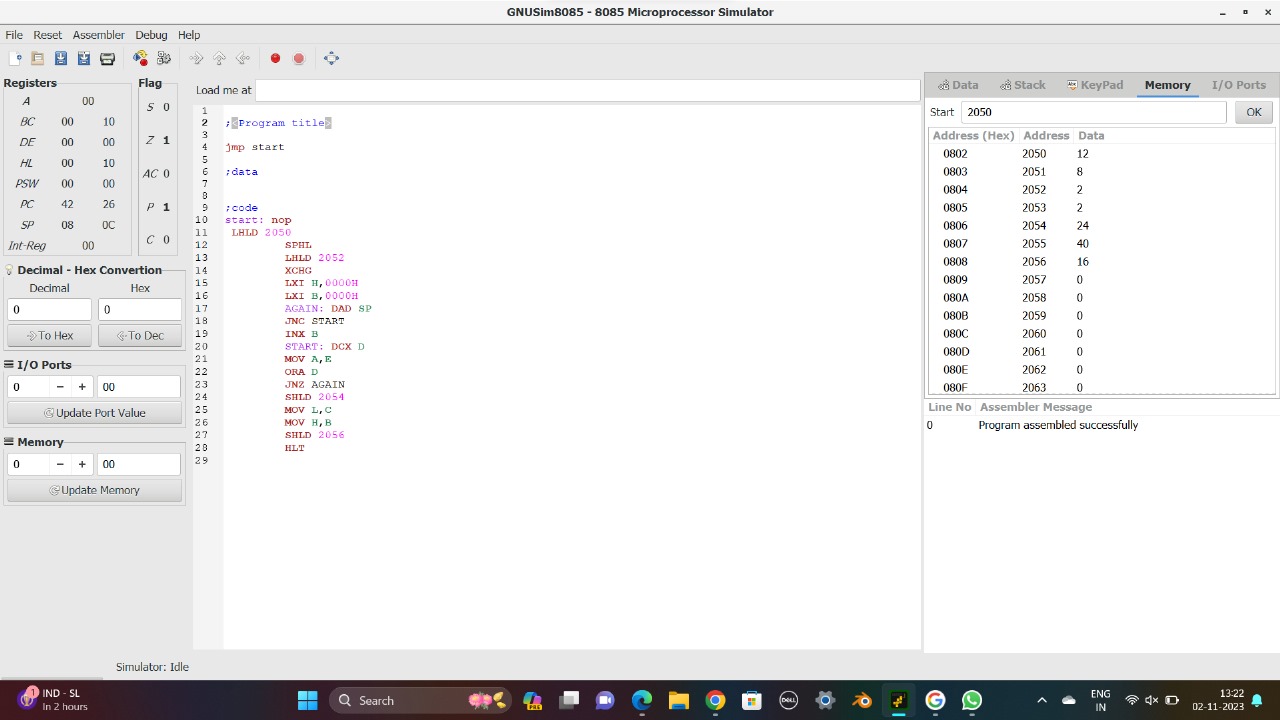 GNUSim8085 - 8085 Microprocessor Simulator
File Reset Assembler Debug Help
Registers
A 00
BC 00 10
DE 00 00
HL 00 10
PSW 00 00
PC 42 26
SP 08 0C
Int-Reg 00
Flag
S 0
Z 1
AC 0
P 1
C 0
Decimal - Hex Convertion
Decimal Hex
0 0
To Hex To Dec
I/O Ports
0 − + 00
Update Port Value
Memory
0 − + 00
Update Memory
Load me at
1
2 ;<Program title>
3
4 jmp start
5
6 ;data
7
8
9 ;code
10 start: nop
11 LHLD 2050
12 SPHL
13 LHLD 2052
14 XCHG
15 LXI H,0000H
16 LXI B,0000H
17 AGAIN: DAD SP
18 JNC START
19 INX B
20 START: DCX D
21 MOV A,E
22 ORA D
23 JNZ AGAIN
24 SHLD 2054
25 MOV L,C
26 MOV H,B
27 SHLD 2056
28 HLT
29
Data Stack KeyPad Memory I/O Ports
Start 2050 OK
Address (Hex) Address Data
0802 2050 12
0803 2051 8
0804 2052 2
0805 2053 2
0806 2054 24
0807 2055 40
0808 2056 16
0809 2057 0
080A 2058 0
080B 2059 0
080C 2060 0
080D 2061 0
080E 2062 0
080F 2063 0
Line No Assembler Message
0 Program assembled successfully
Simulator: Idle
1
IND - SL
In 2 hours
Search
PRE
DELL
ENG
IN
13:22
02-11-2023